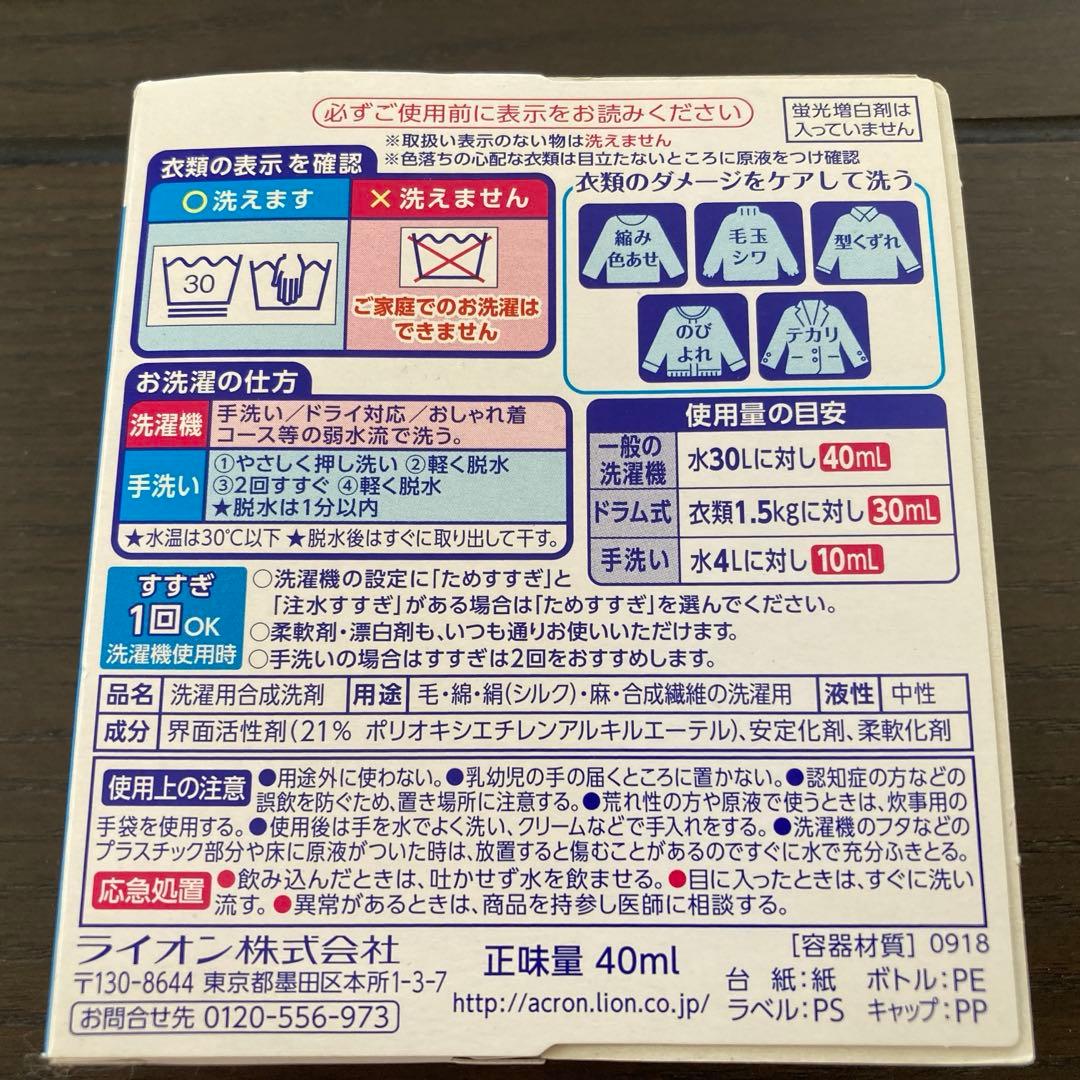 必ずご使用前に表示をお読みください
蛍光増白剤は
入っていません
※取扱い表示のない物は洗えません
※色落ちの心配な衣類は目立たないところに原液をつけ確認
衣類の表示を確認
○洗えます
×洗えません
30
ご家庭でのお洗濯は
できません
衣類のダメージをケアして洗う
縮み
色あせ
毛玉
シワ
型くずれ
のび
よれ
テカリ
お洗濯の仕方
洗濯機
手洗い/ドライ対応/おしゃれ着
コース等の弱水流で洗う。
手洗い
①やさしく押し洗い ②軽く脱水
③2回すすぐ ④軽く脱水
★脱水は1分以内
★水温は30℃以下 ★脱水後はすぐに取り出して干す。
使用量の目安
一般の
洗濯機
水30Lに対し 40mL
ドラム式 衣類1.5kgに対し 30mL
手洗い 水4Lに対し 10mL
すすぎ
1回OK
洗濯機使用時
○洗濯機の設定に「ためすすぎ」と
「注水すすぎ」がある場合は「ためすすぎ」を選んでください。
○柔軟剤・漂白剤も、いつも通りお使いいただけます。
○手洗いの場合はすすぎは2回をおすすめします。
品名 洗濯用合成洗剤 用途 毛・綿・絹(シルク)・麻・合成繊維の洗濯用 液性 中性
成分 界面活性剤(21% ポリオキシエチレンアルキルエーテル)、安定化剤、柔軟化剤
使用上の注意 ●用途外に使わない。●乳幼児の手の届くところに置かない。●認知症の方などの
誤飲を防ぐため、置き場所に注意する。●荒れ性の方や原液で使うときは、炊事用の
手袋を使用する。●使用後は手を水でよく洗い、クリームなどで手入れをする。●洗濯機のフタなどの
プラスチック部分や床に原液がついた時は、放置すると傷むことがあるのですぐに水で充分ふきとる。
応急処置 ●飲み込んだときは、吐かせず水を飲ませる。●目に入ったときは、すぐに洗い
流す。●異常があるときは、商品を持参し医師に相談する。
ライオン株式会社
〒130-8644 東京都墨田区本所1-3-7
お問合せ先 0120-556-973
正味量 40ml
http://acron.lion.co.jp/
[容器材質] 0918
台紙:紙 ボトル:PE
ラベル:PS キャップ:PP